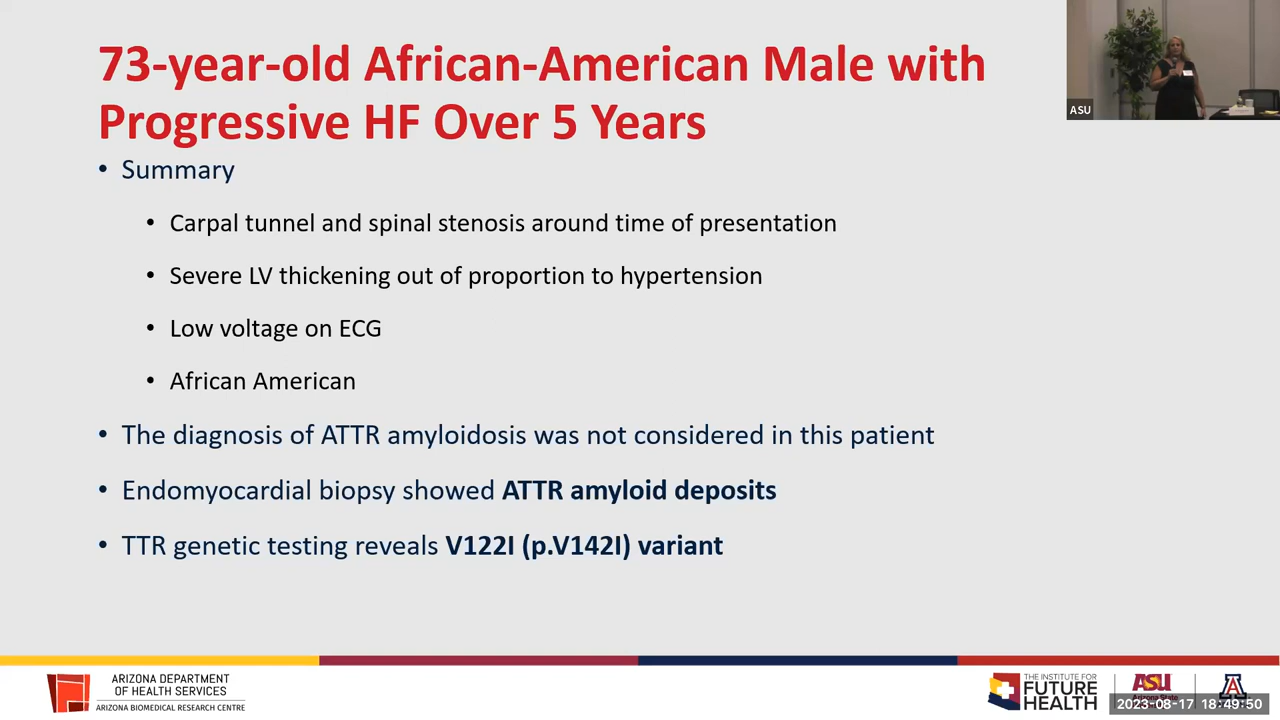 73-year-old African-American Male with
Progressive HF Over 5 Years
ASU
• Summary
• Carpal tunnel and spinal stenosis around time of presentation
• Severe LV thickening out of proportion to hypertension
• Low voltage on ECG
• African American
• The diagnosis of ATTR amyloidosis was not considered in this patient
• Endomyocardial biopsy showed ATTR amyloid deposits
• TTR genetic testing reveals V122I (p.V142I) variant
ARIZONA DEPARTMENT
OF HEALTH SERVICES
ARIZONA BIOMEDICAL RESEARCH CENTRE
THE INSTITUTE FOR
FUTURE
HEALTH
ASU
Arizona State
A
2023-08-17 18:49:50